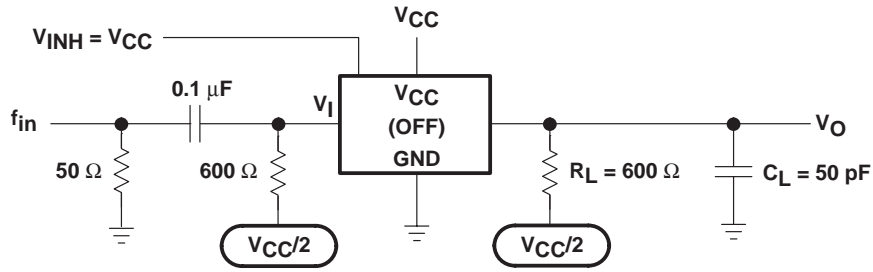 VCC
VINH = VCC
0.1 μF
fin
VI
VCC
(OFF)
GND
VO
50 Ω
600 Ω
RL = 600 Ω
CL = 50 pF
VCC/2
VCC/2